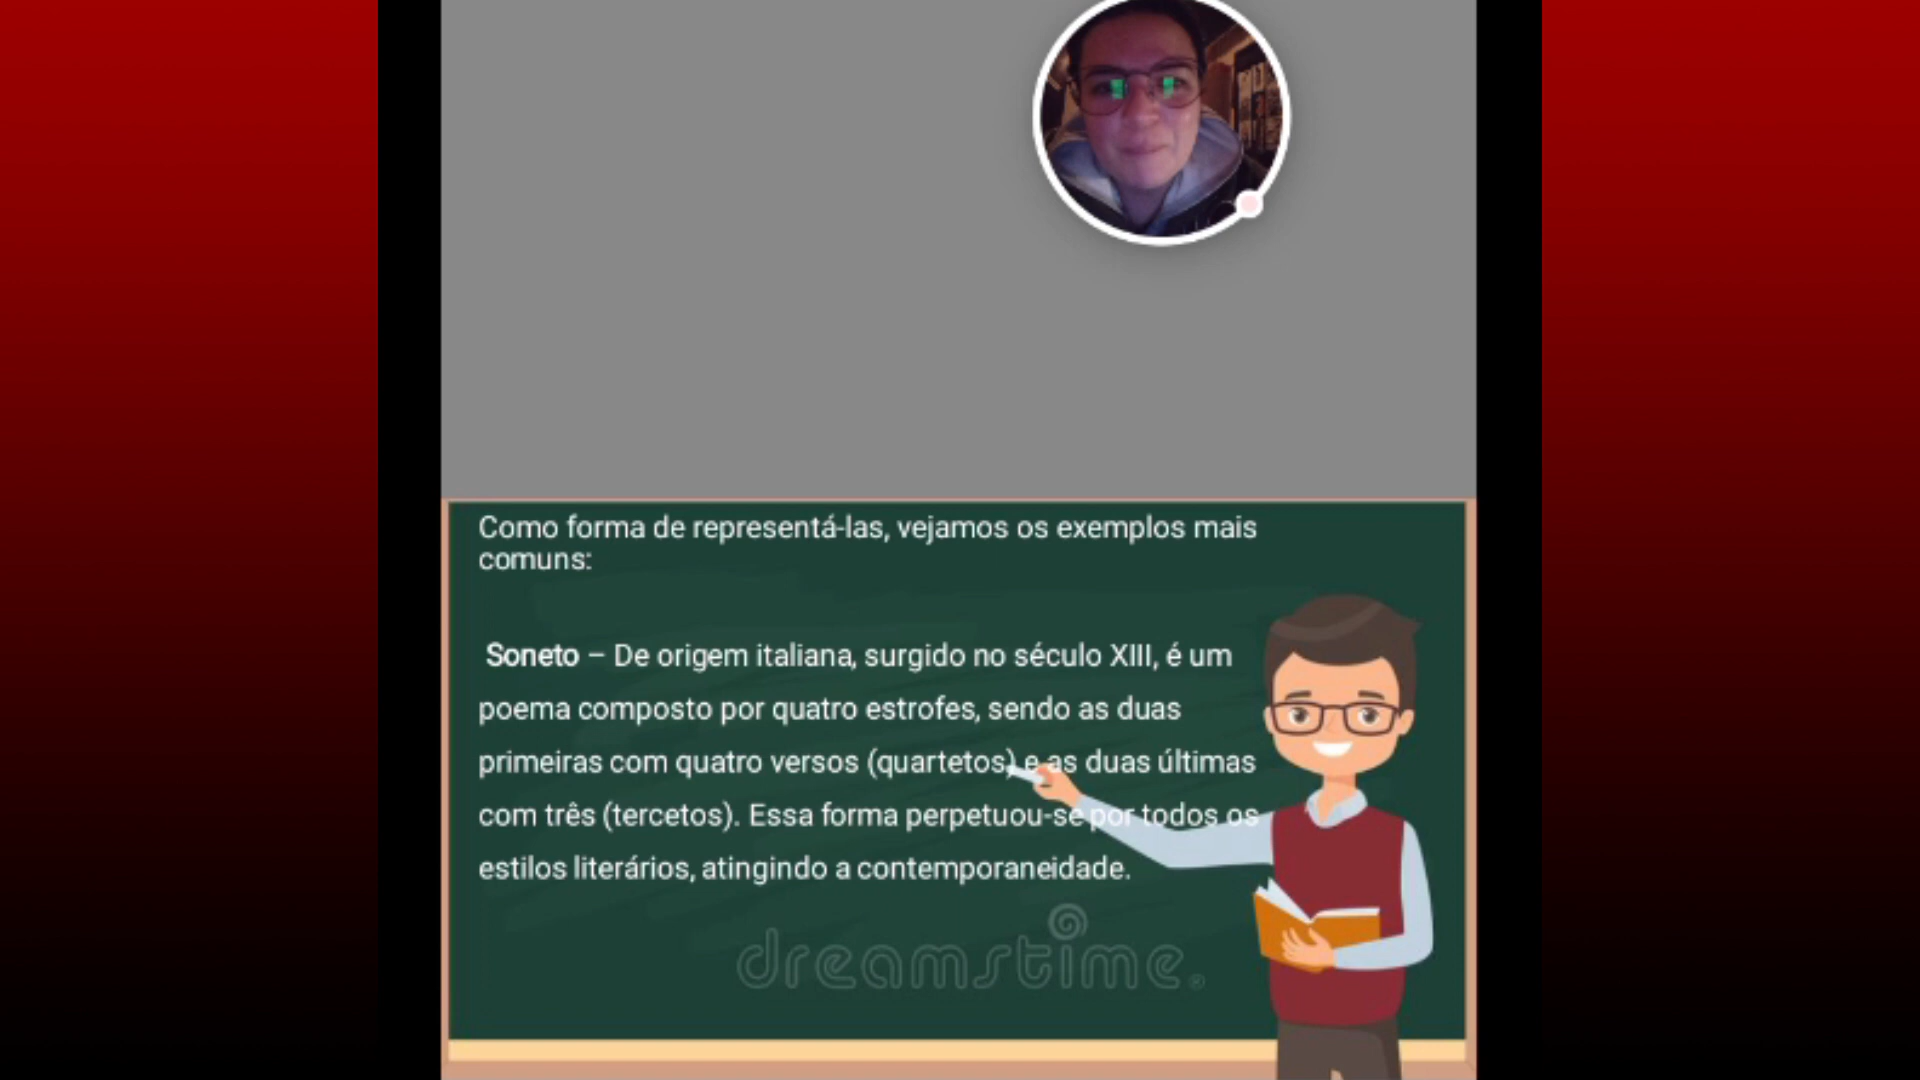 Como forma de representá-las, vejamos os exemplos mais
comuns:
Soneto – De origem italiana, surgido no século XIII, é um
poema composto por quatro estrofes, sendo as duas
primeiras com quatro versos (quartetos) e as duas últimas
com três (tercetos). Essa forma perpetuou-se por todos os
estilos literários, atingindo a contemporaneidade.
dreamstime.